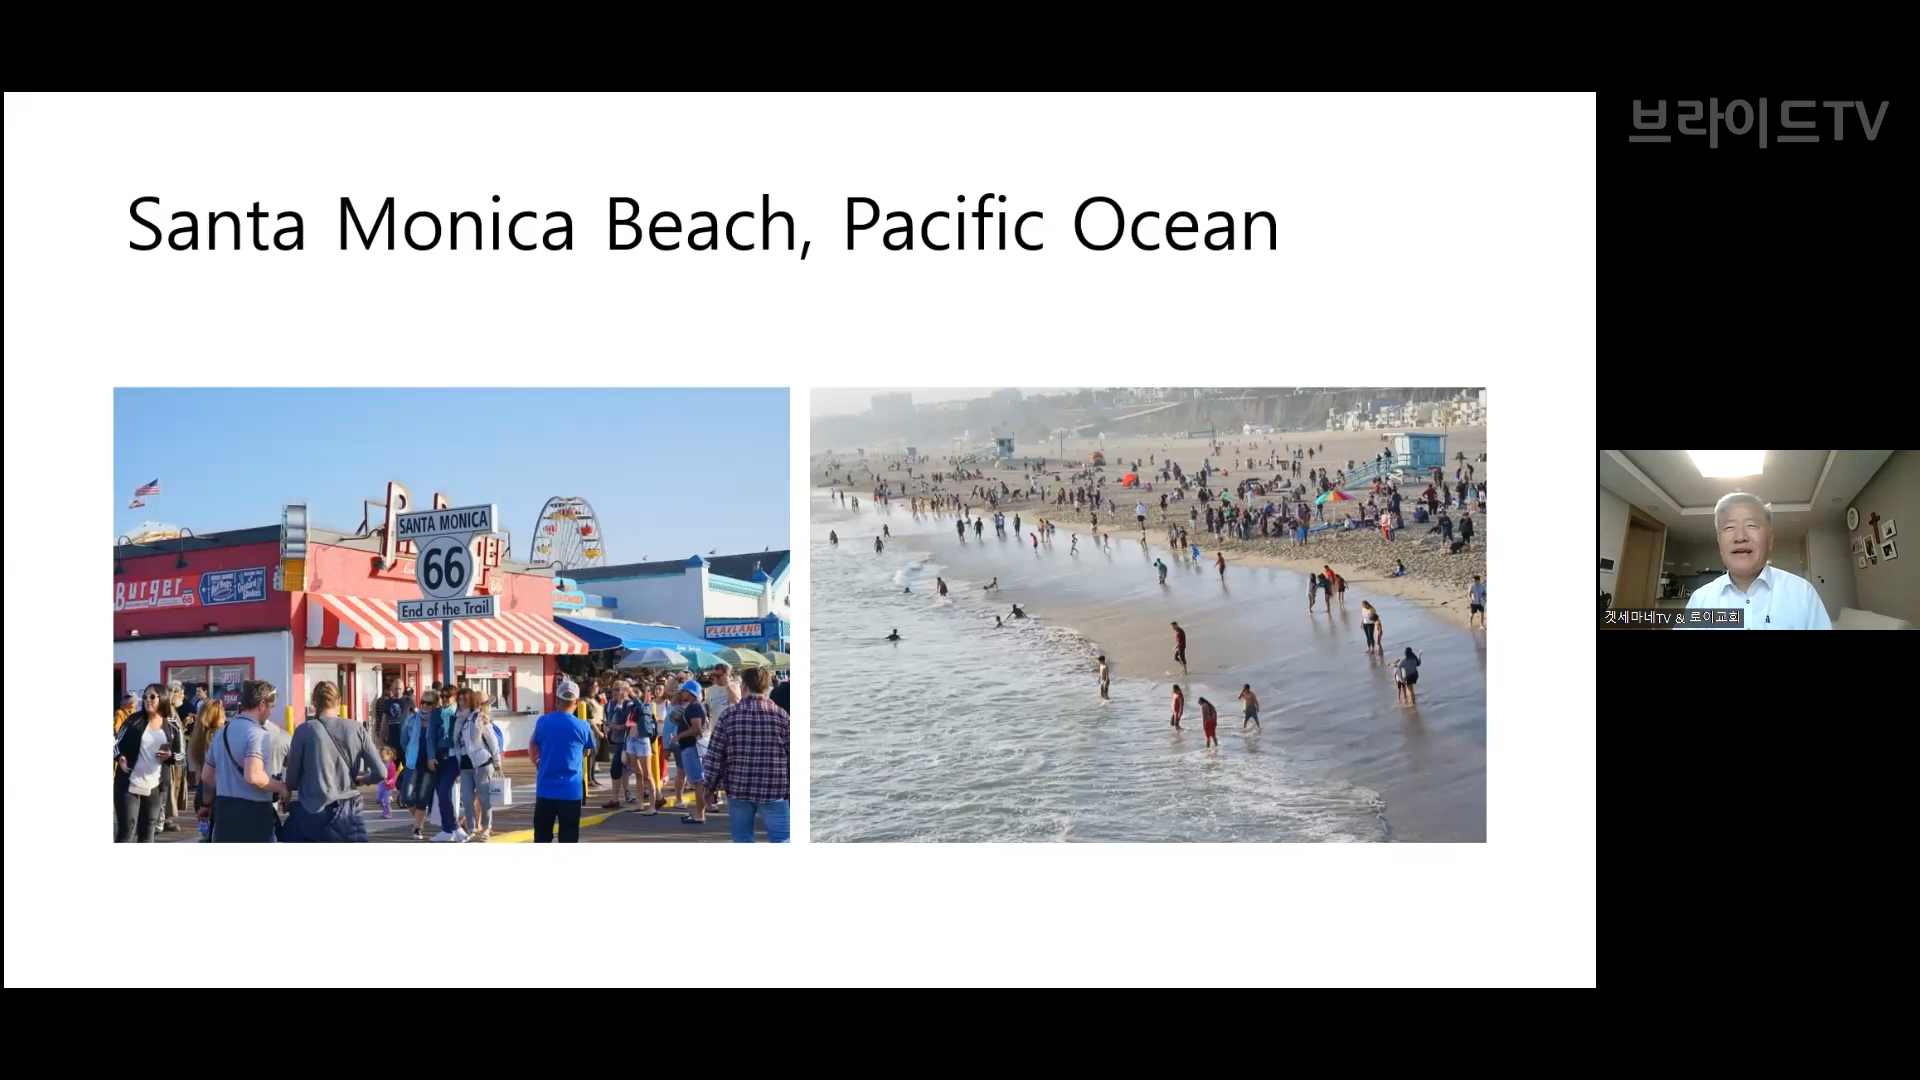 브라이드TV
Santa Monica Beach, Pacific Ocean
SANTA MONICA
66
End of the Trail
Burger
PLAYLAND
겟세마네TV & 로이교회